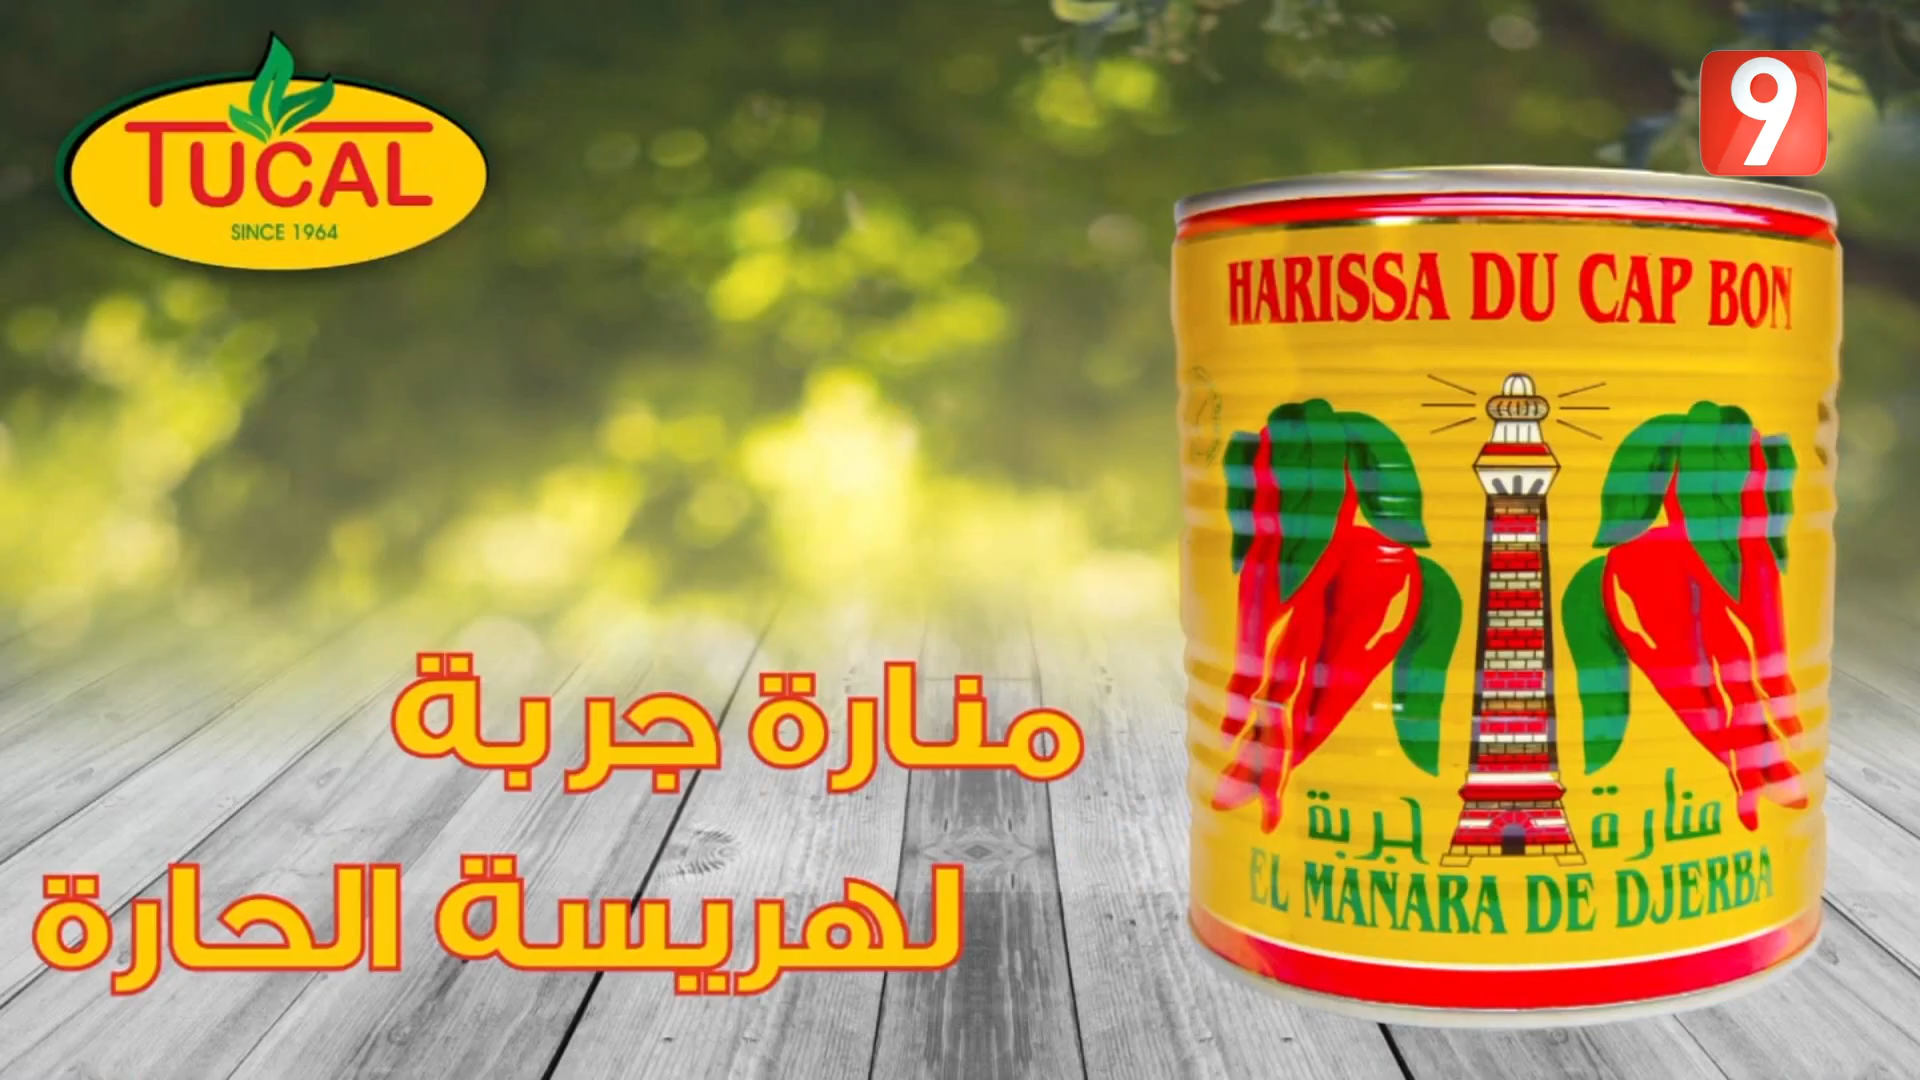 TUCAL
SINCE 1964
9
HARISSA DU CAP BON
منارة جربة
EL MANARA DE DJERBA
منارة جربة
لهريسة الحارة